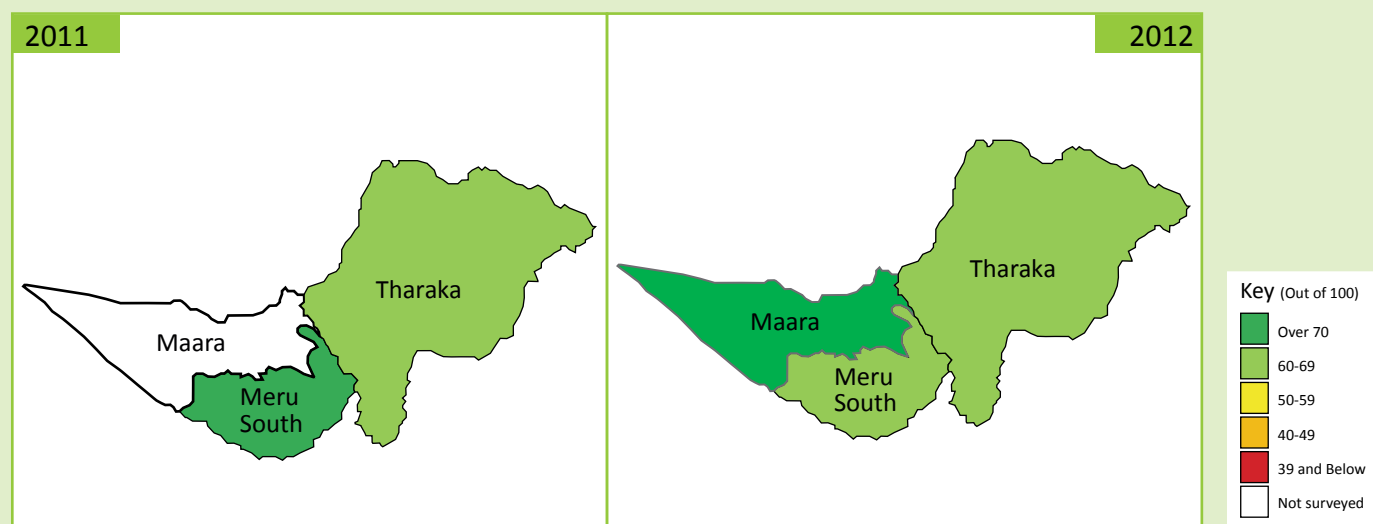 2011
2012
Tharaka
Maara
Meru
South
Tharaka
Maara
Meru
South
Key (Out of 100)
Over 70
60-69
50-59
40-49
39 and Below
Not surveyed